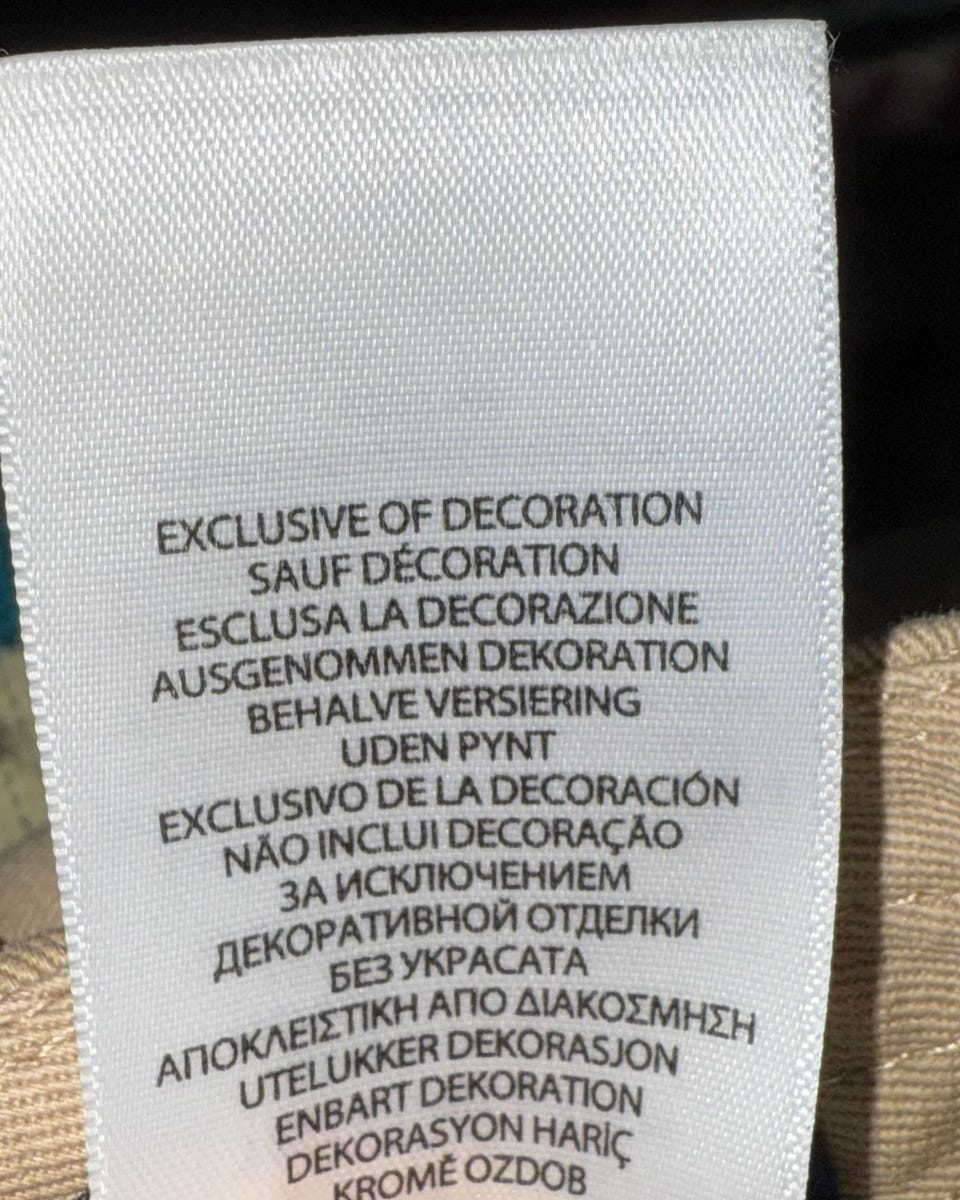 EXCLUSIVE OF DECORATION
SAUF DÉCORATION
ESCLUSA LA DECORAZIONE
AUSGENOMMEN DEKORATION
BEHALVE VERSIERING
UDEN PYNT
EXCLUSIVO DE LA DECORACIÓN
NÃO INCLUI DECORAÇÃO
ЗА ИСКЛЮЧЕНИЕМ
ДЕКОРАТИВНОЙ ОТДЕЛКИ
БЕЗ УКРАСАТА
ΑΠΟΚΛΕΙΣΤΙΚΗ ΑΠΟ ΔΙΑΚΟΣΜΗΣΗ
UTELUKKER DEKORASJON
ENBART DEKORATION
DEKORASYON HARİÇ
KROMĚ OZDOB